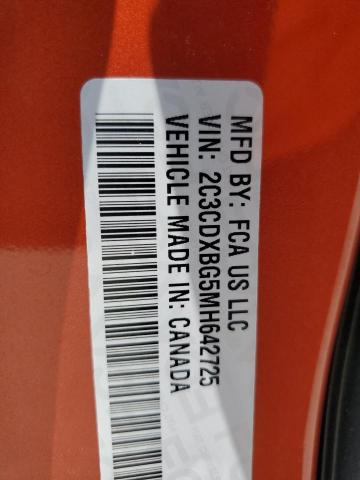 MFD BY: FCA US LLC
VIN: 2C3CDXBG5MH642725
VEHICLE MADE IN: CANADA